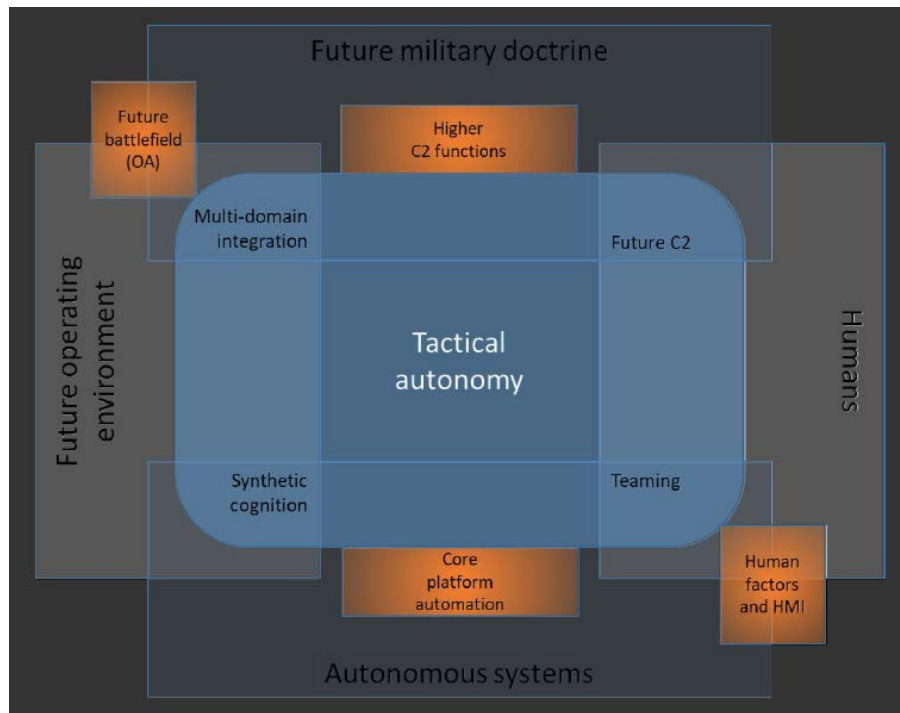 Future military doctrine
Future
battlefield
(OA)
Higher
C2 functions
Multi-domain
integration
Future C2
Future operating
environment
Tactical
autonomy
Humans
Synthetic
cognition
Teaming
Core
platform
automation
Human
factors
and HMI
Autonomous systems